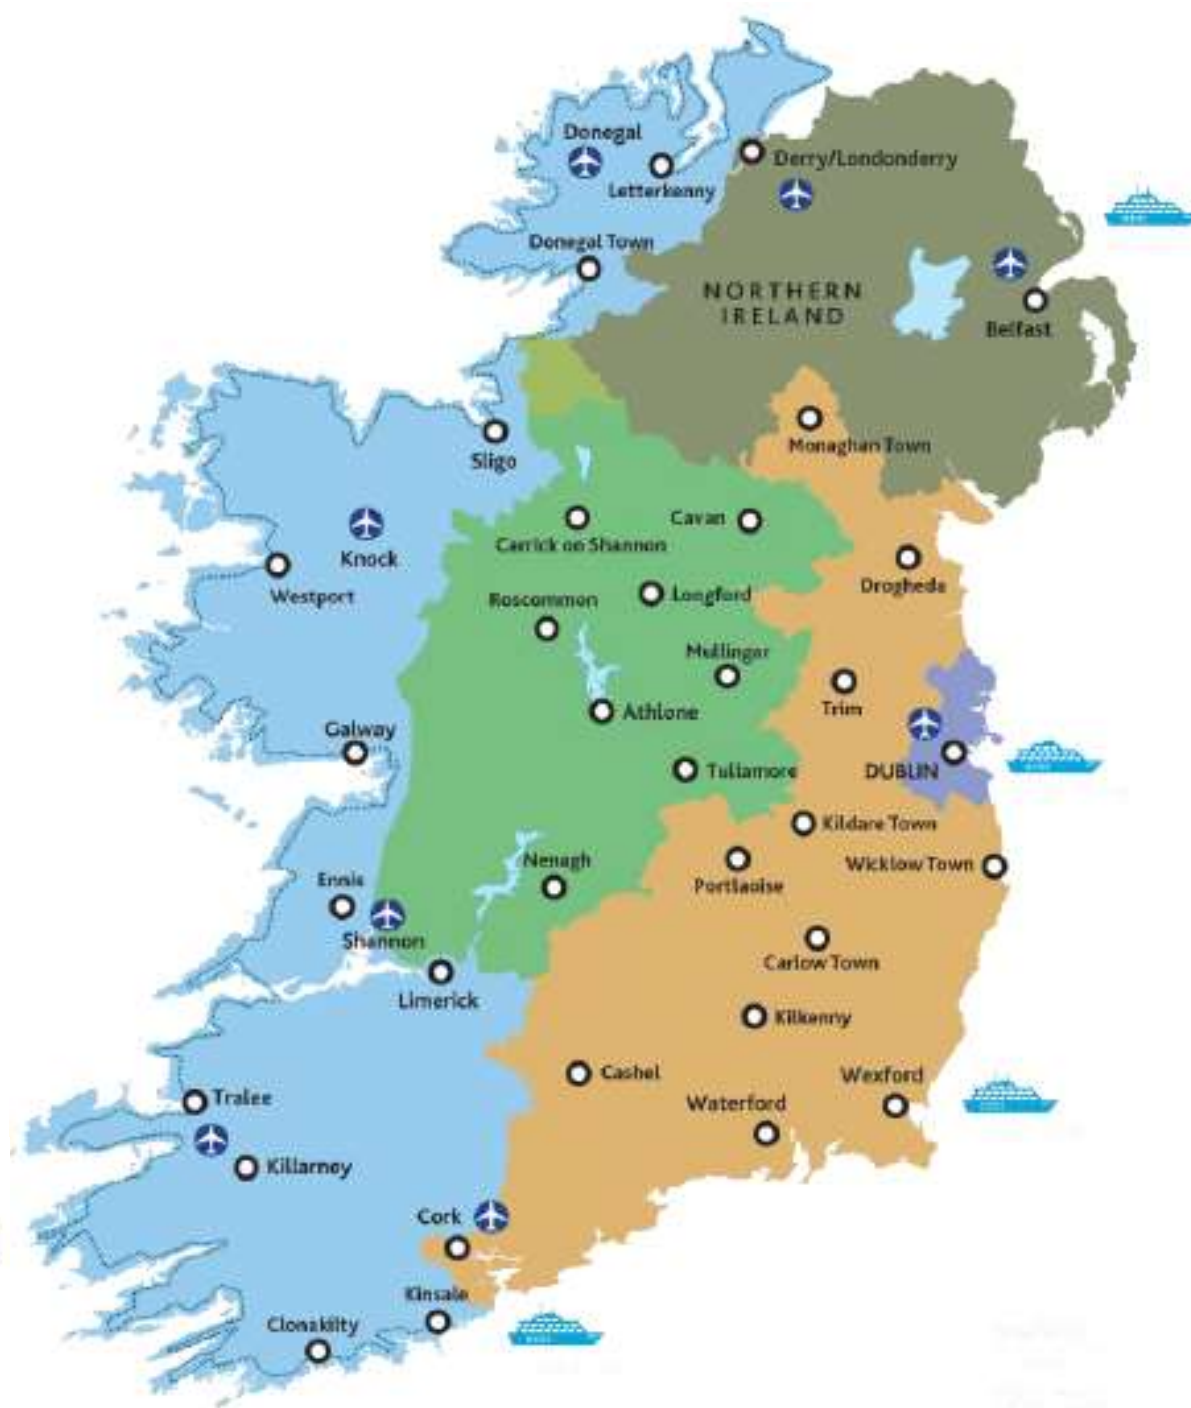 Donegal
Letterkenny
Derry/Londonderry
Donegal Town
NORTHERN
IRELAND
Belfast
Monaghan Town
Sligo
Cavan
Carrick on Shannon
Knock
Westport
Drogheda
Roscommon
Longford
Mullingar
Trim
Athlone
Galway
Tullamore
DUBLIN
Kildare Town
Nenagh
Portlaoise
Wicklow Town
Ennis
Shannon
Carlow Town
Limerick
Kilkenny
Cashel
Wexford
Tralee
Waterford
Killarney
Cork
Kinsale
Clonakilty